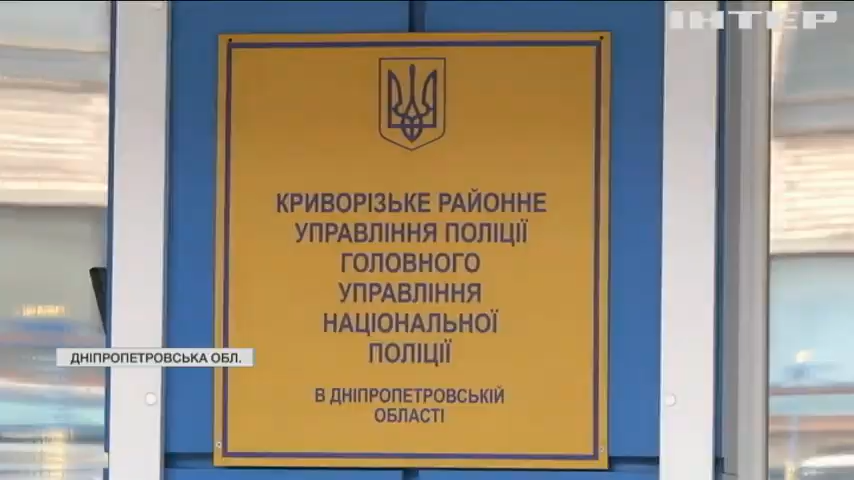 ІНТЕР
КРИВОРІЗЬКЕ РАЙОННЕ
УПРАВЛІННЯ ПОЛІЦІЇ
ГОЛОВНОГО
УПРАВЛІННЯ
НАЦІОНАЛЬНОЇ
ПОЛІЦІЇ
В ДНІПРОПЕТРОВСЬКІЙ
ОБЛАСТІ
ДНІПРОПЕТРОВСЬКА ОБЛ.